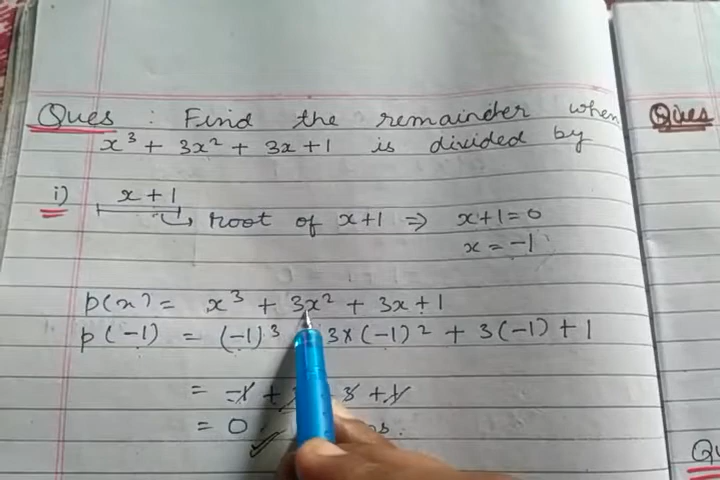 Ques : Find the remainder when
x³ + 3x² + 3x + 1 is divided by
i) x + 1
root of x+1 ⇒ x+1 = 0
x = -1
p(x) = x³ + 3x² + 3x + 1
p(-1) = (-1)³ 3×(-1)² + 3(-1) + 1
= -1 + 3 + 1
= 0
Ques